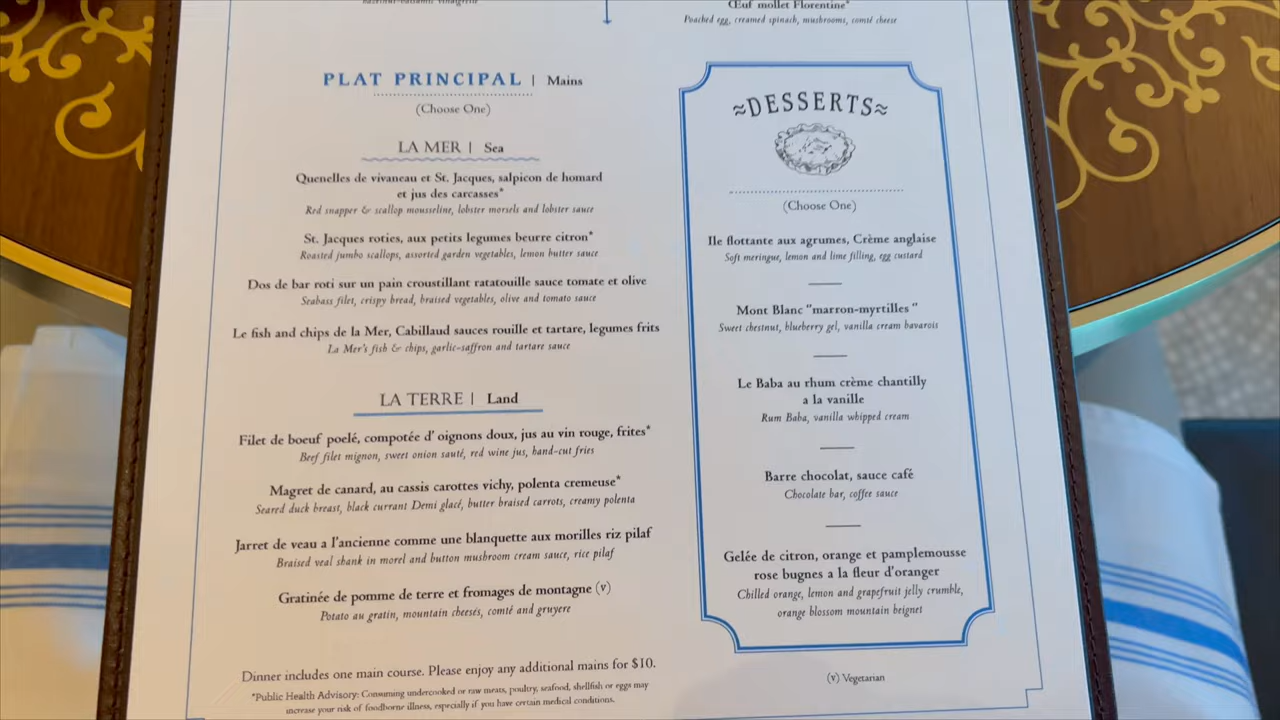 hazelnut-balsamic vinaigrette
Œuf mollet Florentine*
Poached egg, creamed spinach, mushrooms, comté cheese
PLAT PRINCIPAL | Mains
(Choose One)
LA MER | Sea
Quenelles de vivaneau et St. Jacques, salpicon de homard
et jus des carcasses*
Red snapper & scallop mousseline, lobster morsels and lobster sauce
St. Jacques roties, aux petits legumes beurre citron*
Roasted jumbo scallops, assorted garden vegetables, lemon butter sauce
Dos de bar roti sur un pain croustillant ratatouille sauce tomate et olive
Seabass filet, crispy bread, braised vegetables, olive and tomato sauce
Le fish and chips de la Mer, Cabillaud sauces rouille et tartare, legumes frits
La Mer's fish & chips, garlic-saffron and tartare sauce
LA TERRE | Land
Filet de boeuf poelé, compotée d' oignons doux, jus au vin rouge, frites*
Beef filet mignon, sweet onion sauté, red wine jus, hand-cut fries
Magret de canard, au cassis carottes vichy, polenta cremeuse*
Seared duck breast, black currant Demi glacé, butter braised carrots, creamy polenta
Jarret de veau a l'ancienne comme une blanquette aux morilles riz pilaf
Braised veal shank in morel and button mushroom cream sauce, rice pilaf
Gratinée de pomme de terre et fromages de montagne (v)
Potato au gratin, mountain cheeses, comté and gruyere
Dinner includes one main course. Please enjoy any additional mains for $10.
*Public Health Advisory: Consuming undercooked or raw meats, poultry, seafood, shellfish or eggs may
increase your risk of foodborne illness, especially if you have certain medical conditions.
≈DESSERTS≈
(Choose One)
Ile flottante aux agrumes, Crème anglaise
Soft meringue, lemon and lime filling, egg custard
Mont Blanc "marron-myrtilles "
Sweet chestnut, blueberry gel, vanilla cream bavarois
Le Baba au rhum crème chantilly
a la vanille
Rum Baba, vanilla whipped cream
Barre chocolat, sauce café
Chocolate bar, coffee sauce
Gelée de citron, orange et pamplemousse
rose bugnes a la fleur d'oranger
Chilled orange, lemon and grapefruit jelly crumble,
orange blossom mountain beignet
(v) Vegetarian